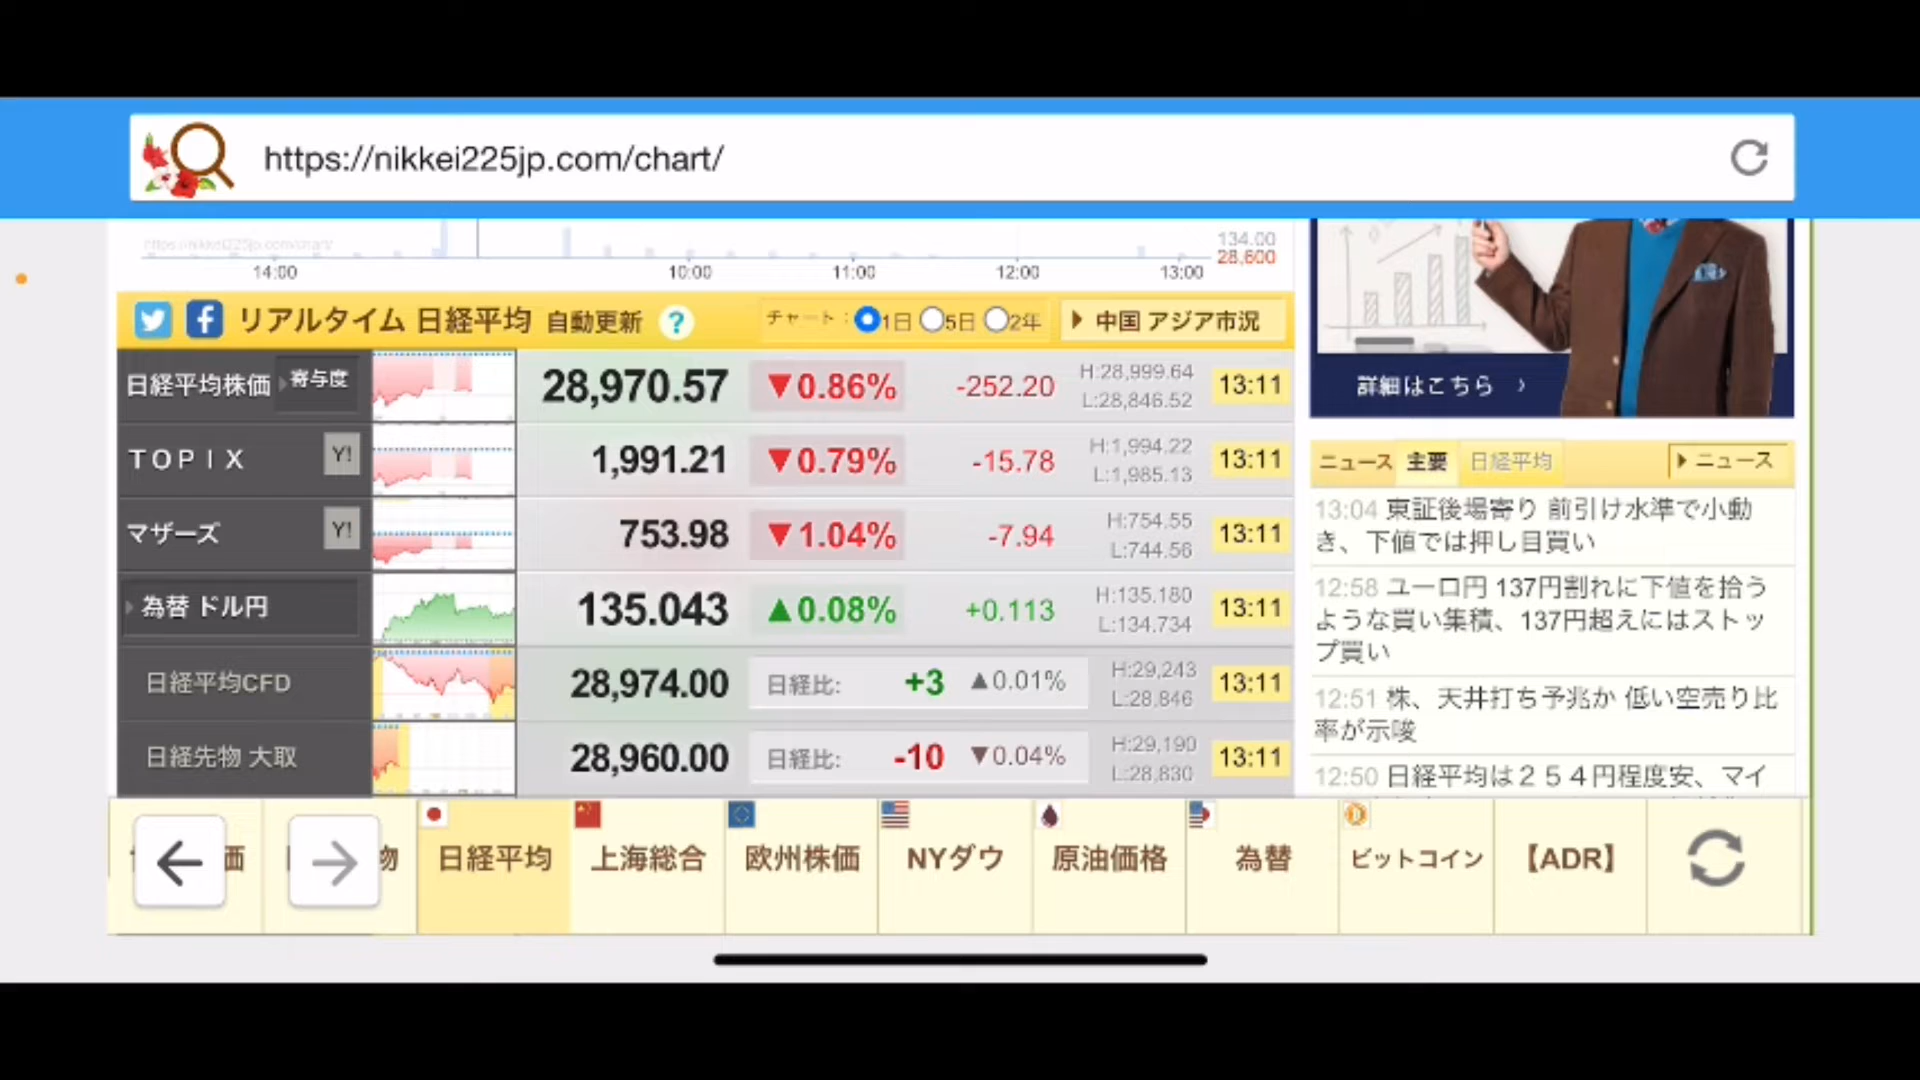 https://nikkei225jp.com/chart/
https://nikkei225jp.com/chart/
134.00
28,600
14:00 10:00 11:00 12:00 13:00
リアルタイム 日経平均 自動更新 ? チャート: 1日 5日 2年 中国 アジア市況
日経平均株価 寄与度 28,970.57 ▼0.86% -252.20 H:28,999.64 L:28,846.52 13:11
TOPIX Y! 1,991.21 ▼0.79% -15.78 H:1,994.22 L:1,985.13 13:11
マザーズ Y! 753.98 ▼1.04% -7.94 H:754.55 L:744.56 13:11
為替 ドル円 135.043 ▲0.08% +0.113 H:135.180 L:134.734 13:11
日経平均CFD 28,974.00 日経比: +3 ▲0.01% H:29,243 L:28,846 13:11
日経先物 大取 28,960.00 日経比: -10 ▼0.04% H:29,190 L:28,830 13:11
詳細はこちら ›
ニュース 主要 日経平均 ニュース
13:04 東証後場寄り 前引け水準で小動
き、下値では押し目買い
12:58 ユーロ円 137円割れに下値を拾う
ような買い集積、137円超えにはストッ
プ買い
12:51 株、天井打ち予兆か 低い空売り比
率が示唆
12:50 日経平均は254円程度安、マイ
価 物 日経平均 上海総合 欧州株価 NYダウ 原油価格 為替 ビットコイン 【ADR】